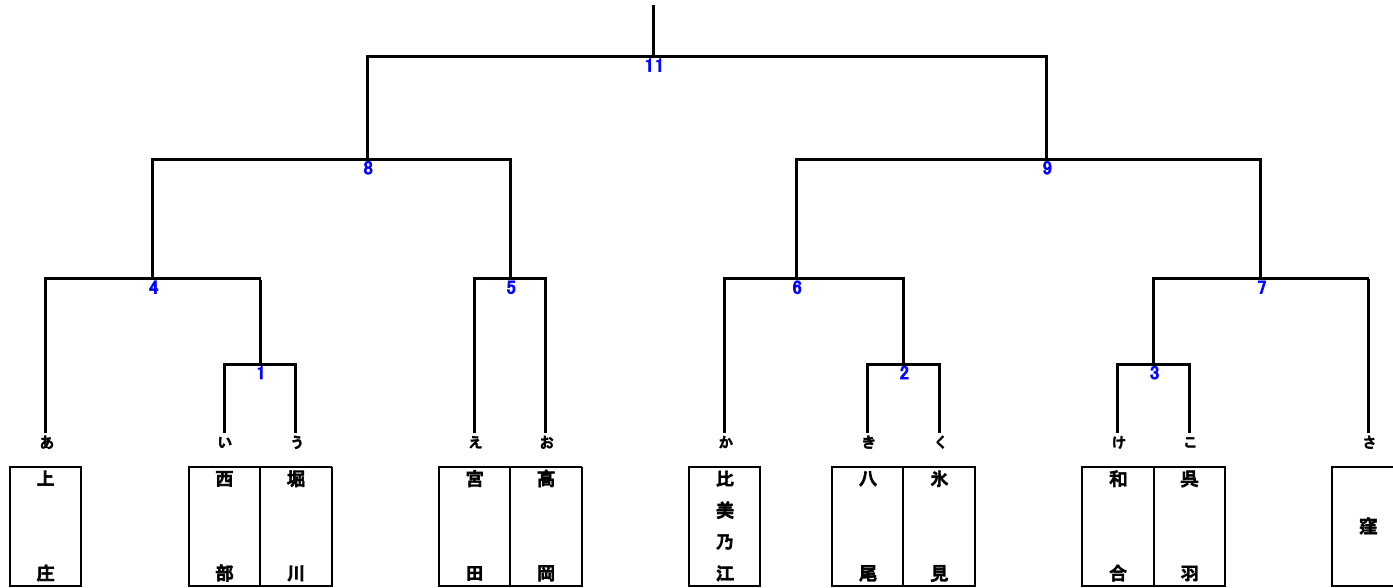 11
8
9
4
5
6
7
1
2
3
あ
い
う
え
お
か
き
く
け
こ
さ
上庄
西部
堀川
宮田
高岡
比美乃江
八尾
氷見
和合
呉羽
窪